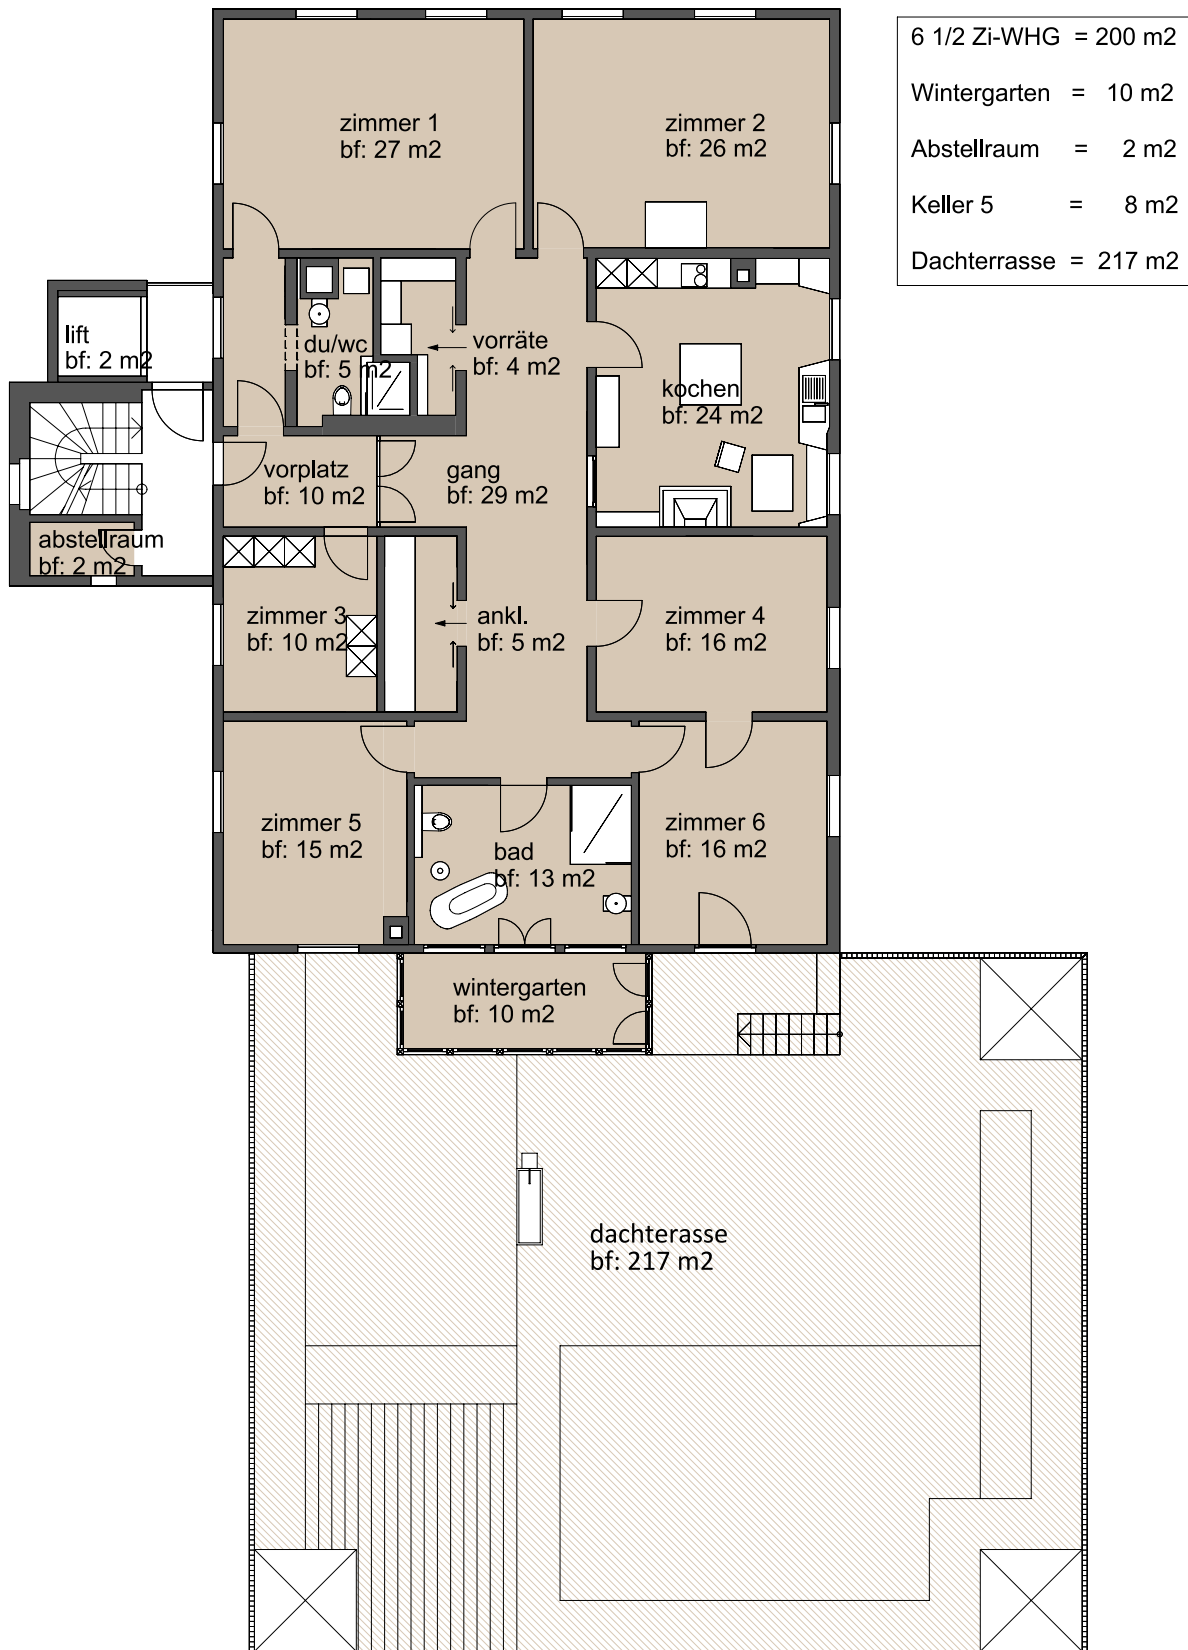 6 1/2 Zi-WHG = 200 m2
Wintergarten = 10 m2
Abstellraum = 2 m2
Keller 5 = 8 m2
Dachterrasse = 217 m2
zimmer 1
bf: 27 m2
zimmer 2
bf: 26 m2
lift
bf: 2 m2
du/wc
bf: 5 m2
vorräte
bf: 4 m2
kochen
bf: 24 m2
vorplatz
bf: 10 m2
gang
bf: 29 m2
abstellraum
bf: 2 m2
zimmer 3
bf: 10 m2
ankl.
bf: 5 m2
zimmer 4
bf: 16 m2
zimmer 5
bf: 15 m2
bad
bf: 13 m2
zimmer 6
bf: 16 m2
wintergarten
bf: 10 m2
dachterasse
bf: 217 m2